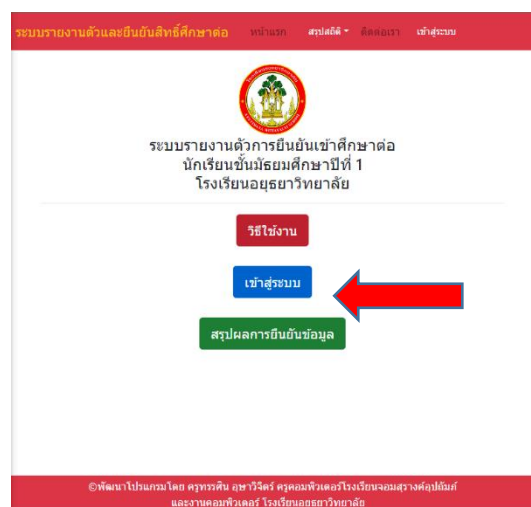 ระบบรายงานตัวและยืนยันสิทธิ์ศึกษาต่อ หน้าแรก สรุปสถิติ ติดต่อเรา เข้าสู่ระบบ
ระบบรายงานตัวการยืนยันเข้าศึกษาต่อ
นักเรียนชั้นมัธยมศึกษาปีที่ 1
โรงเรียนอยุธยาวิทยาลัย
วิธีใช้งาน
เข้าสู่ระบบ
สรุปผลการยืนยันข้อมูล
©พัฒนาโปรแกรมโดย ครูทรรศิน อุษาวิจิตร์ ครูคอมพิวเตอร์โรงเรียนจอมสุรางค์อุปถัมภ์
และงานคอมพิวเตอร์ โรงเรียนอยุธยาวิทยาลัย